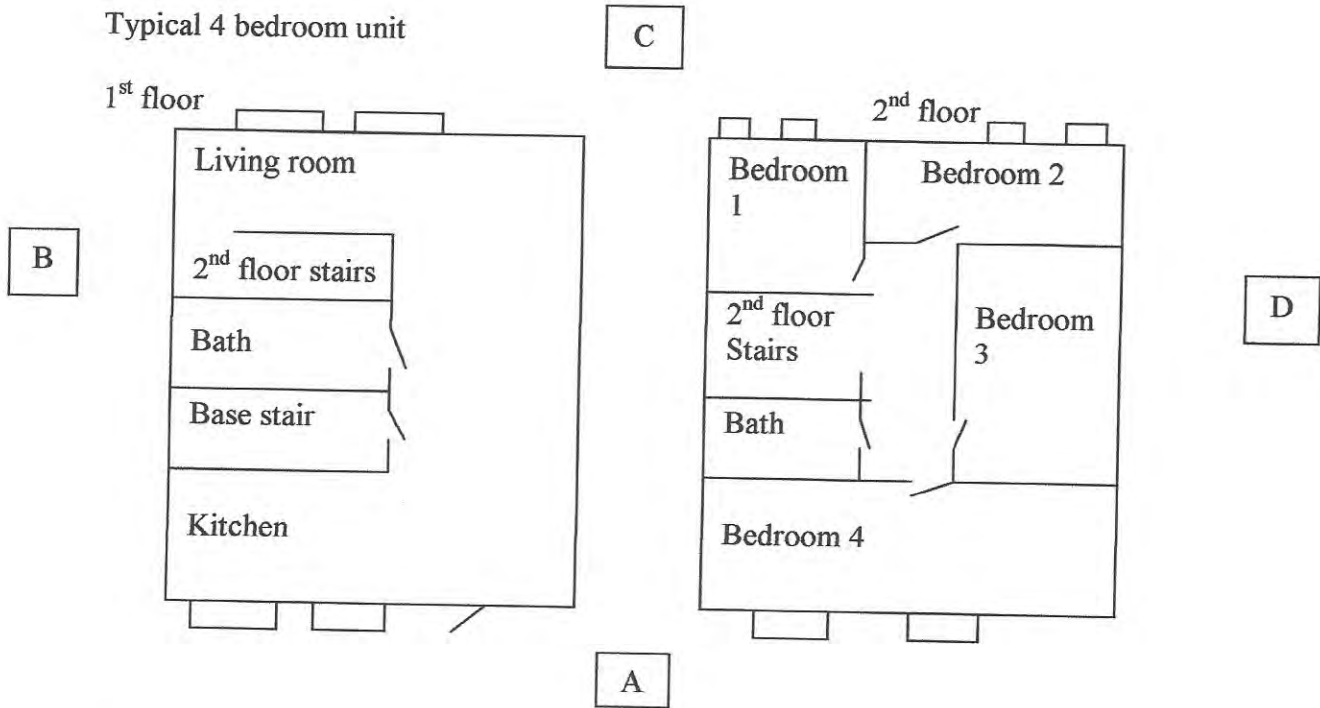 Typical 4 bedroom unit
C
1st floor
2nd floor
Living room
Bedroom
1
Bedroom 2
B
2nd floor stairs
D
2nd floor
Stairs
Bedroom
3
Bath
Base stair
Bath
Kitchen
Bedroom 4
A